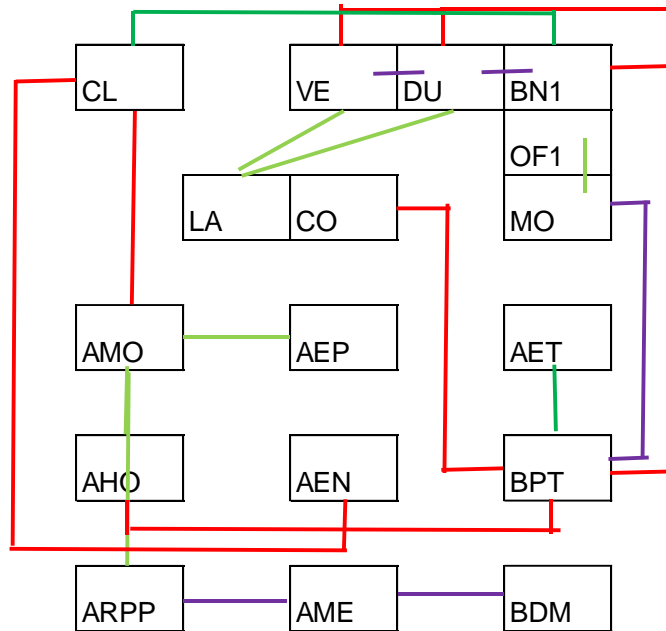 CL
VE
DU
BN1
OF1
LA
CO
MO
AMO
AEP
AET
AHO
AEN
BPT
ARPP
AME
BDM